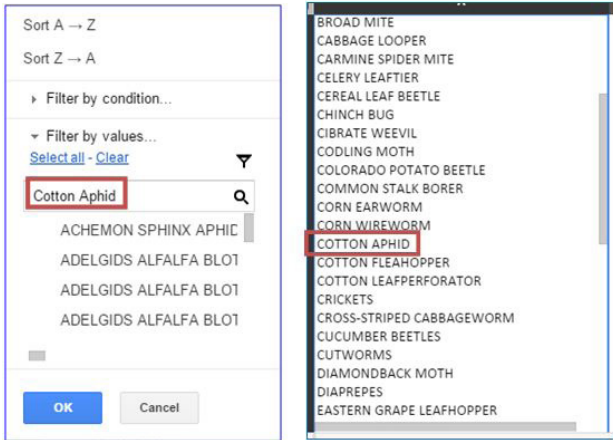 Sort A → Z
Sort Z → A
Filter by condition...
Filter by values...
Select all - Clear
Cotton Aphid
ACHEMON SPHINX APHID
ADELGIDS ALFALFA BLOT
ADELGIDS ALFALFA BLOT
ADELGIDS ALFALFA BLOT
OK
Cancel
BROAD MITE
CABBAGE LOOPER
CARMINE SPIDER MITE
CELERY LEAFTIER
CEREAL LEAF BEETLE
CHINCH BUG
CIBRATE WEEVIL
CODLING MOTH
COLORADO POTATO BEETLE
COMMON STALK BORER
CORN EARWORM
CORN WIREWORM
COTTON APHID
COTTON FLEAHOPPER
COTTON LEAFPERFORATOR
CRICKETS
CROSS-STRIPED CABBAGEWORM
CUCUMBER BEETLES
CUTWORMS
DIAMONDBACK MOTH
DIAPREPES
EASTERN GRAPE LEAFHOPPER